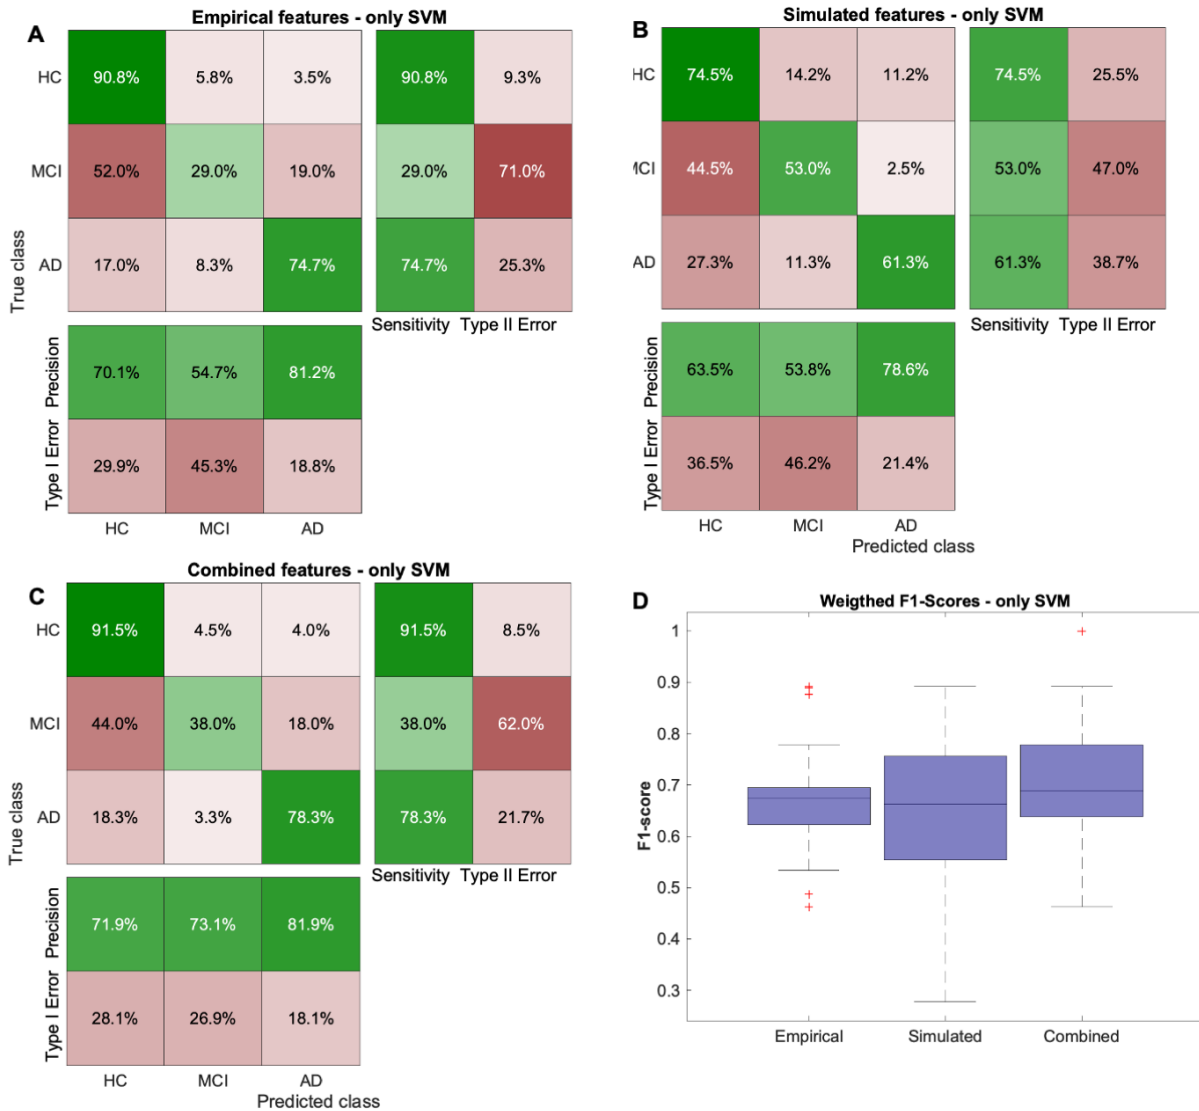 Empirical features - only SVM
A
HC 90.8% 5.8% 3.5% 90.8% 9.3%
MCI 52.0% 29.0% 19.0% 29.0% 71.0%
AD 17.0% 8.3% 74.7% 74.7% 25.3%
True class
Sensitivity Type II Error
Precision 70.1% 54.7% 81.2%
Type I Error 29.9% 45.3% 18.8%
HC MCI AD
Simulated features - only SVM
B
HC 74.5% 14.2% 11.2% 74.5% 25.5%
MCI 44.5% 53.0% 2.5% 53.0% 47.0%
AD 27.3% 11.3% 61.3% 61.3% 38.7%
Sensitivity Type II Error
Precision 63.5% 53.8% 78.6%
Type I Error 36.5% 46.2% 21.4%
HC MCI AD
Predicted class
Combined features - only SVM
C
HC 91.5% 4.5% 4.0% 91.5% 8.5%
MCI 44.0% 38.0% 18.0% 38.0% 62.0%
AD 18.3% 3.3% 78.3% 78.3% 21.7%
True class
Sensitivity Type II Error
Precision 71.9% 73.1% 81.9%
Type I Error 28.1% 26.9% 18.1%
HC MCI AD
Predicted class
D
Weigthed F1-Scores - only SVM
1
0.9
0.8
0.7
0.6
0.5
0.4
0.3
F1-score
Empirical Simulated Combined